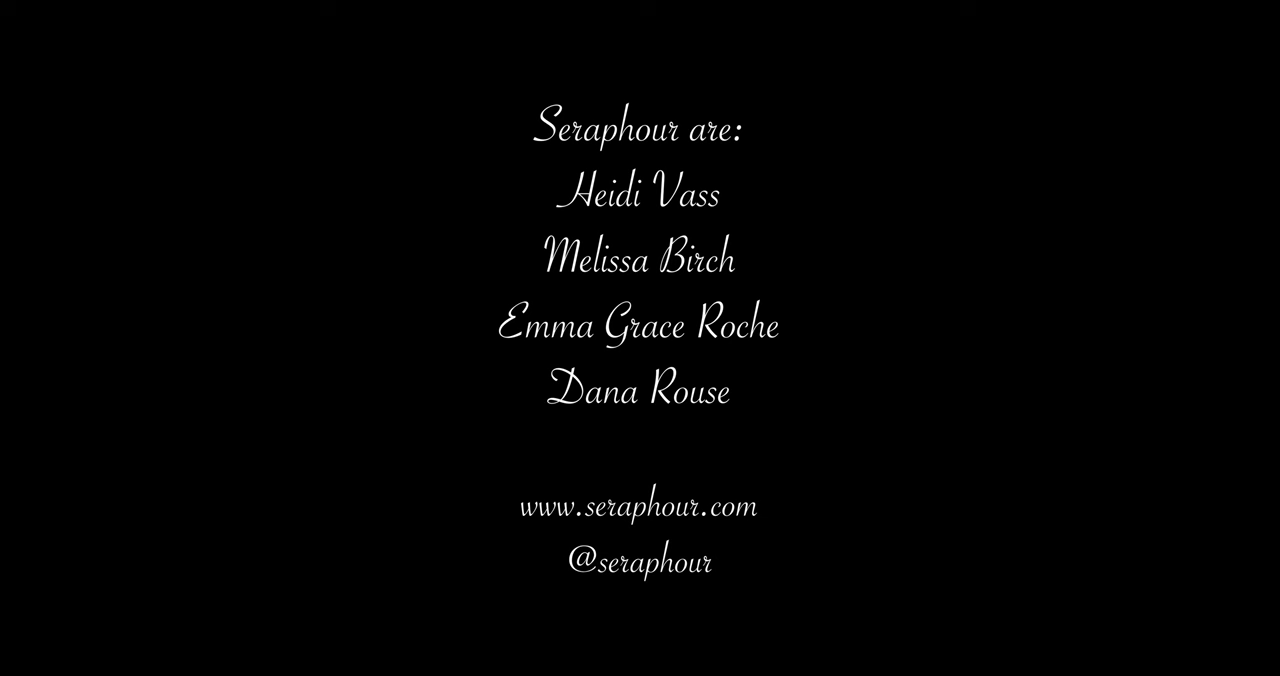 Seraphour are:
Heidi Vass
Melissa Birch
Emma Grace Roche
Dana Rouse
www.seraphour.com
@seraphour